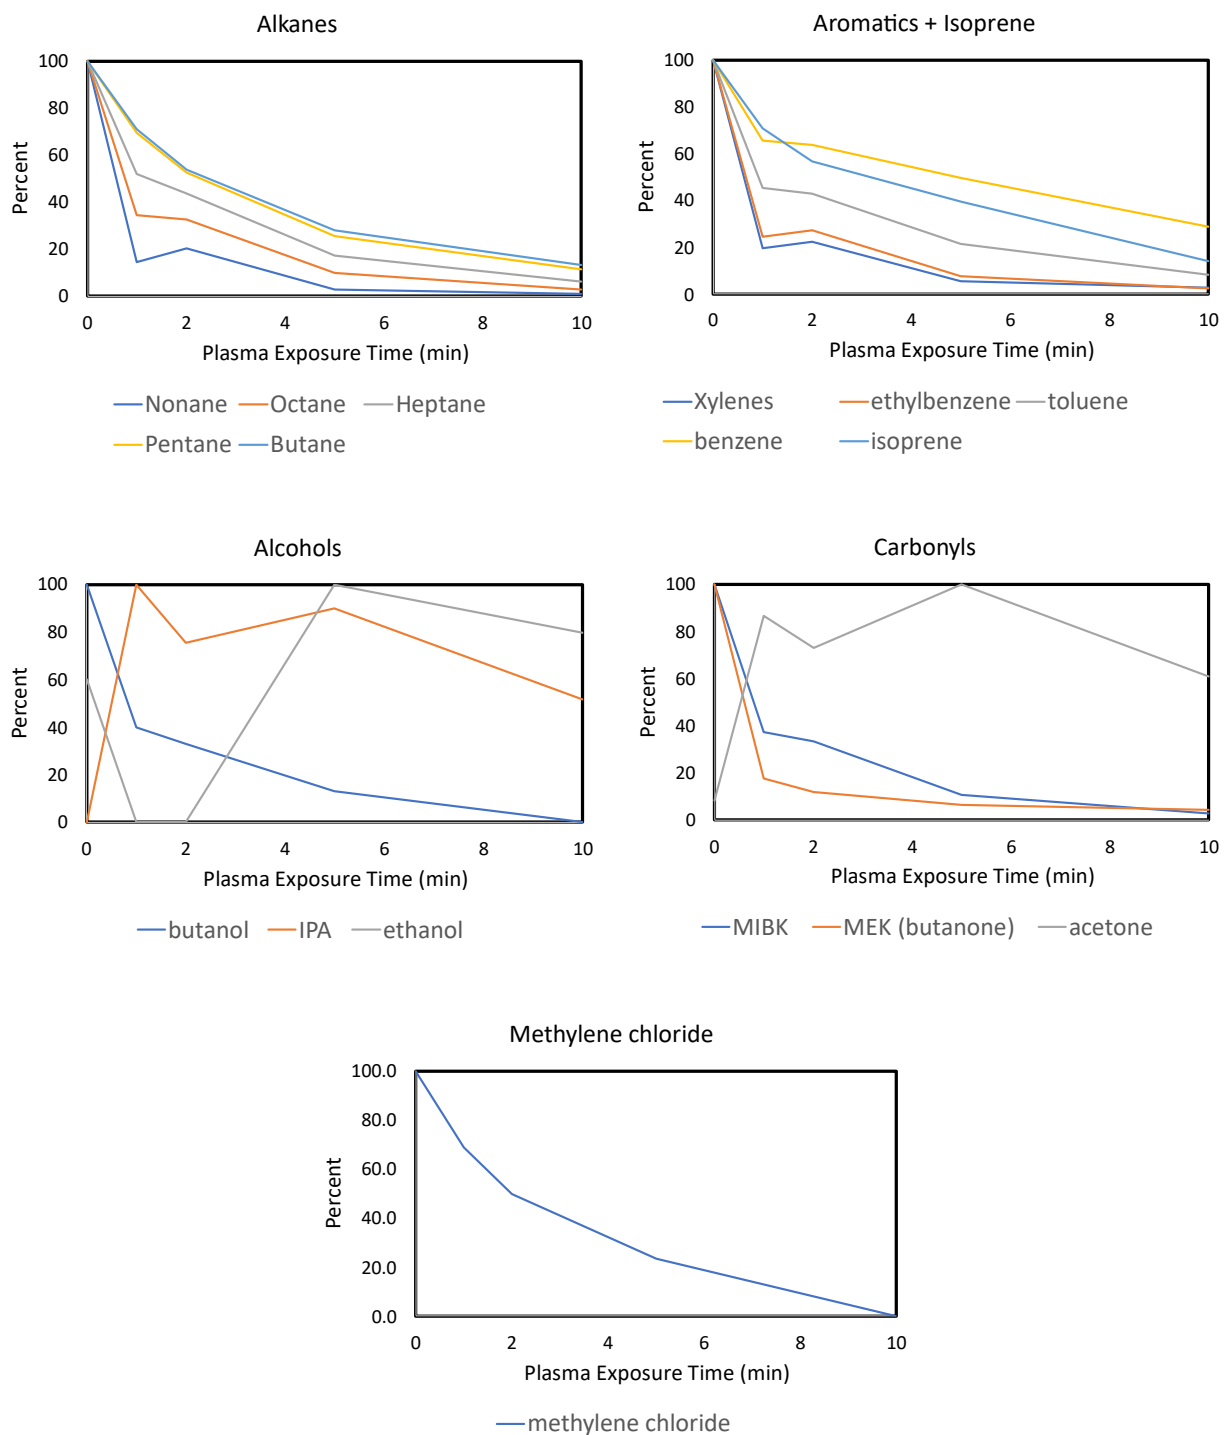 Alkanes
100
80
60
40
20
0
Percent
0 2 4 6 8 10
Plasma Exposure Time (min)
Nonane Octane Heptane
Pentane Butane
Aromatics + Isoprene
100
80
60
40
20
0
Percent
0 2 4 6 8 10
Plasma Exposure Time (min)
Xylenes ethylbenzene toluene
benzene isoprene
Alcohols
100
80
60
40
20
0
Percent
0 2 4 6 8 10
Plasma Exposure Time (min)
butanol IPA ethanol
Carbonyls
100
80
60
40
20
0
Percent
0 2 4 6 8 10
Plasma Exposure Time (min)
MIBK MEK (butanone) acetone
Methylene chloride
100.0
80.0
60.0
40.0
20.0
0.0
Percent
0 2 4 6 8 10
Plasma Exposure Time (min)
methylene chloride